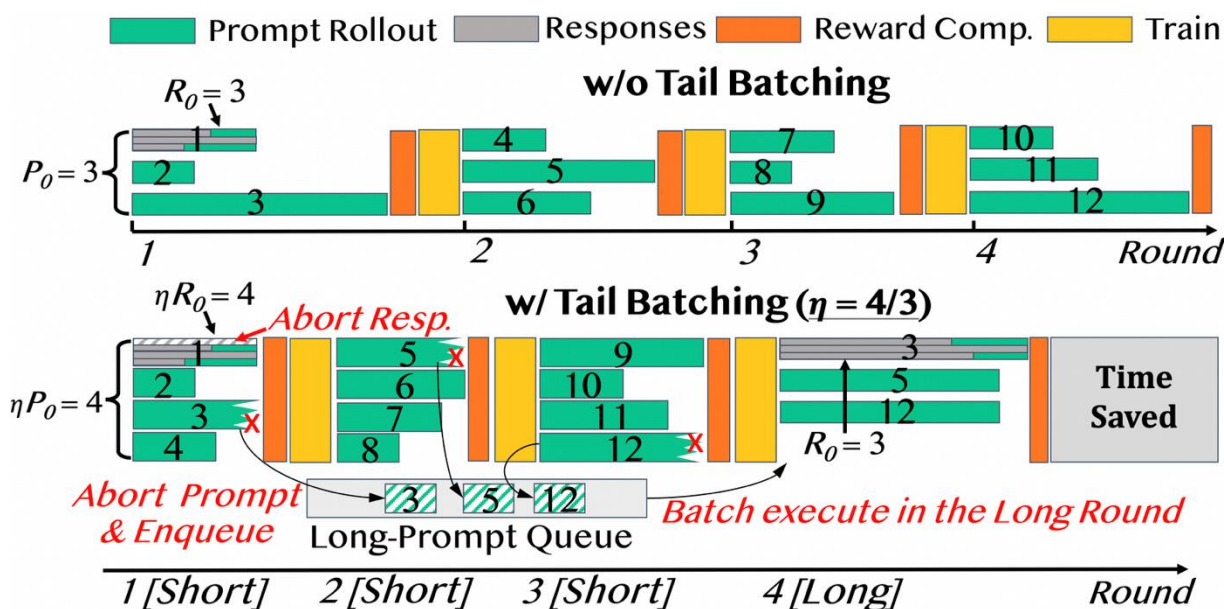 Prompt Rollout Responses Reward Comp. Train
w/o Tail Batching
R₀ = 3
P₀ = 3
1 4 7 10
2 5 8 11
3 6 9 12
1 2 3 4 Round
w/ Tail Batching (η = 4/3)
ηR₀ = 4
Abort Resp.
ηP₀ = 4
1 5 X 9 3
2 6 10 5
3 X 7 11 12
4 8 12 X
R₀ = 3
Time
Saved
Abort Prompt
& Enqueue
3 5 12
Long-Prompt Queue
Batch execute in the Long Round
1 [Short] 2 [Short] 3 [Short] 4 [Long] Round